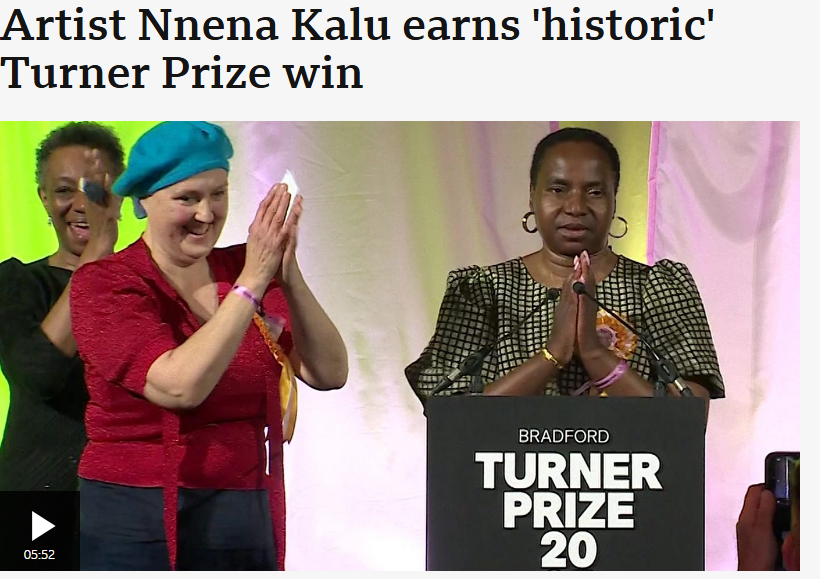 Artist Nnena Kalu earns 'historic'
Turner Prize win
BRADFORD
TURNER
PRIZE
20
05:52